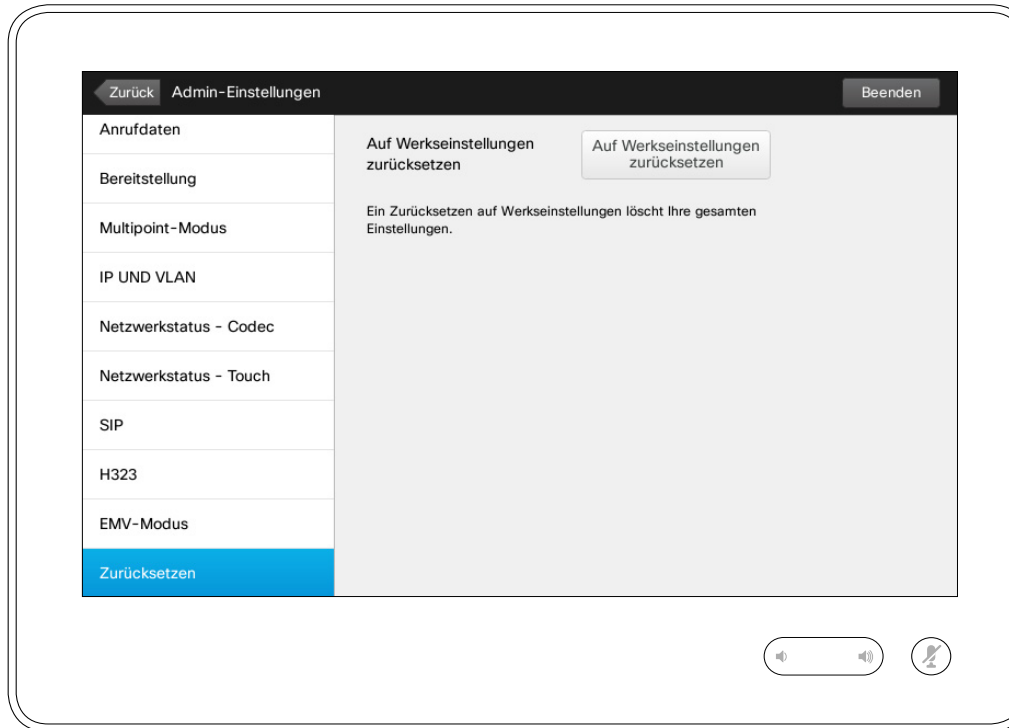 Zurück Admin-Einstellungen Beenden
Anrufdaten
Bereitstellung
Multipoint-Modus
IP UND VLAN
Netzwerkstatus - Codec
Netzwerkstatus - Touch
SIP
H323
EMV-Modus
Zurücksetzen
Auf Werkseinstellungen
zurücksetzen
Auf Werkseinstellungen
zurücksetzen
Ein Zurücksetzen auf Werkseinstellungen löscht Ihre gesamten
Einstellungen.